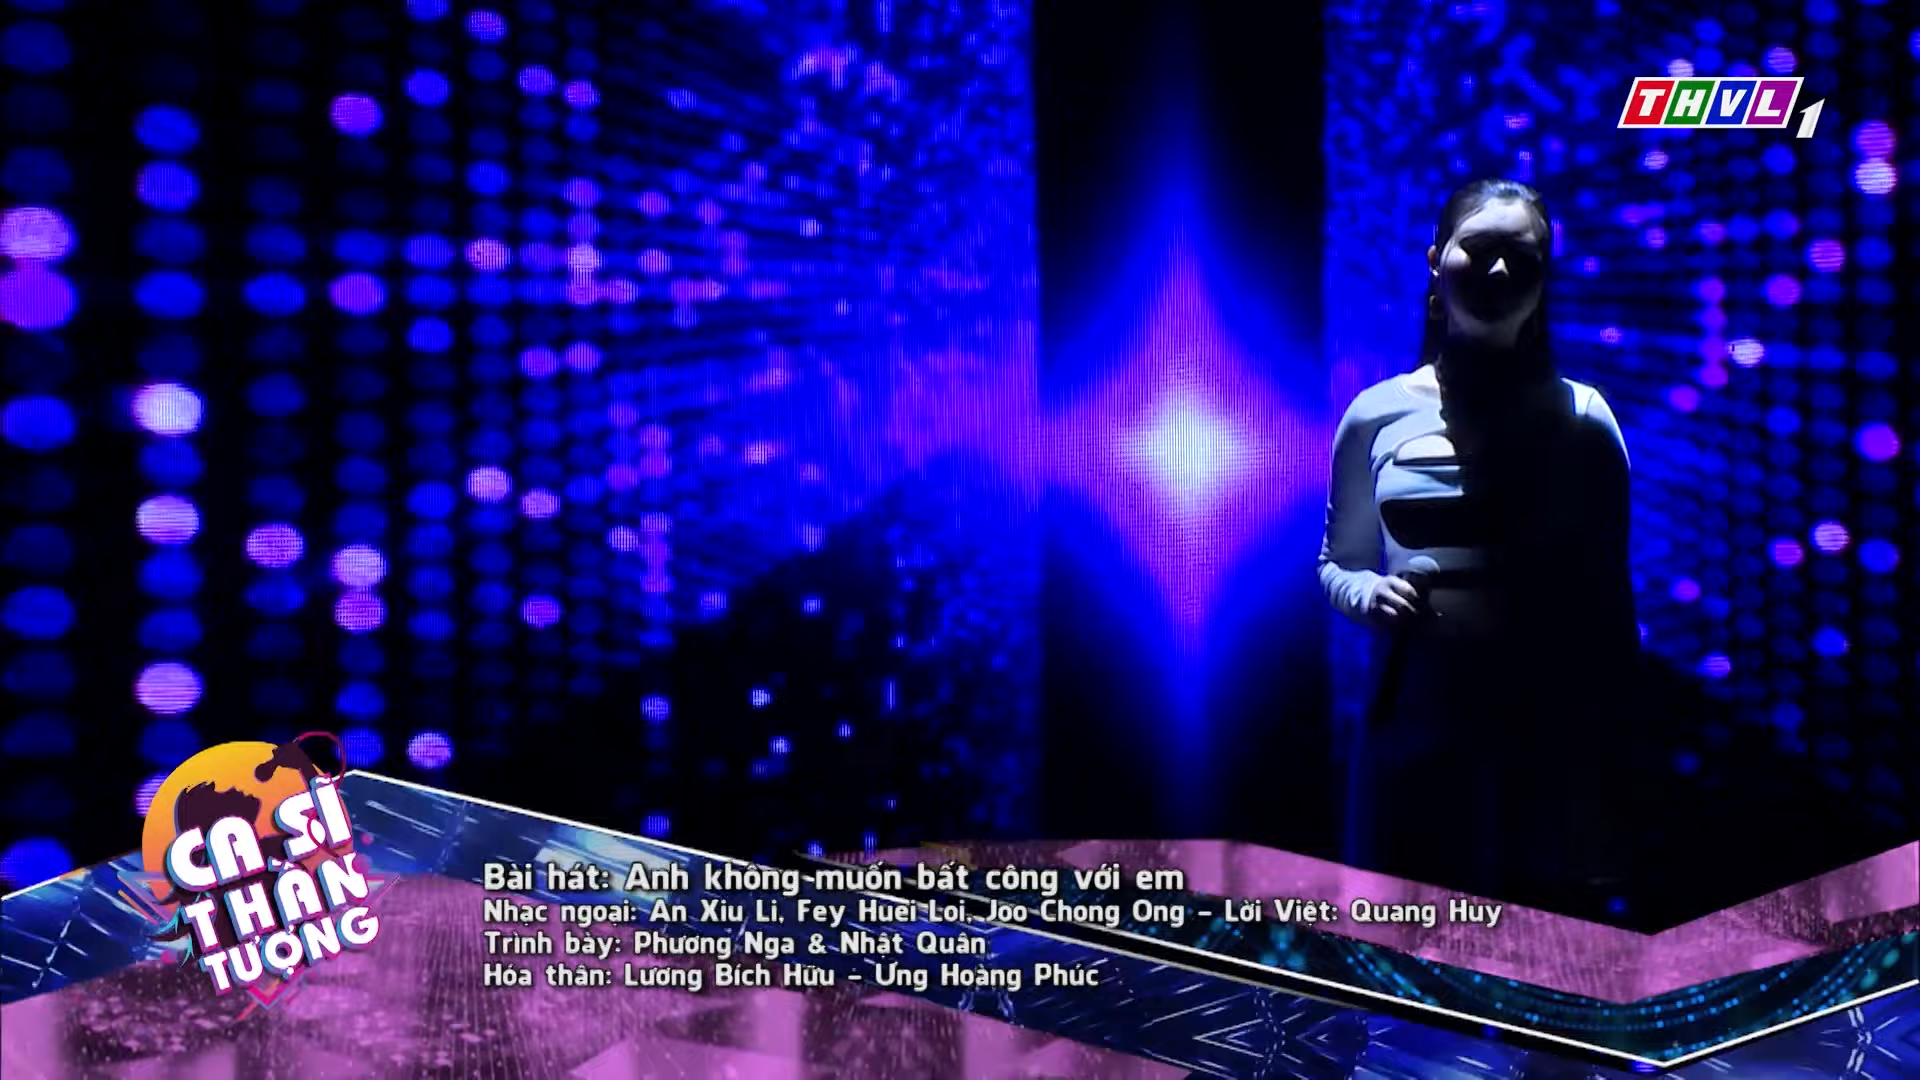 THVL1
CA SĨ
THẦN
TƯỢNG
Bài hát: Anh không muốn bất công với em
Nhạc ngoại: An Xiu Li, Fey Huei Loi, Joo Chong Ong – Lời Việt: Quang Huy
Trình bày: Phương Nga & Nhật Quân
Hóa thân: Lương Bích Hữu – Ưng Hoàng Phúc